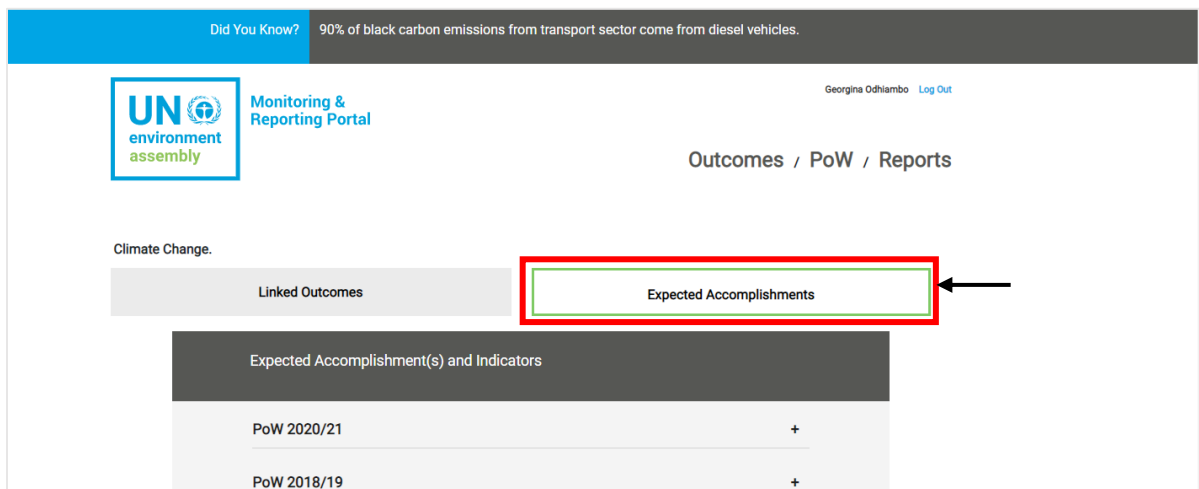 Did You Know? 90% of black carbon emissions from transport sector come from diesel vehicles.
UN
environment
assembly
Monitoring &
Reporting Portal
Georgina Odhiambo Log Out
Outcomes / PoW / Reports
Climate Change.
Linked Outcomes
Expected Accomplishments
Expected Accomplishment(s) and Indicators
PoW 2020/21 +
PoW 2018/19 +